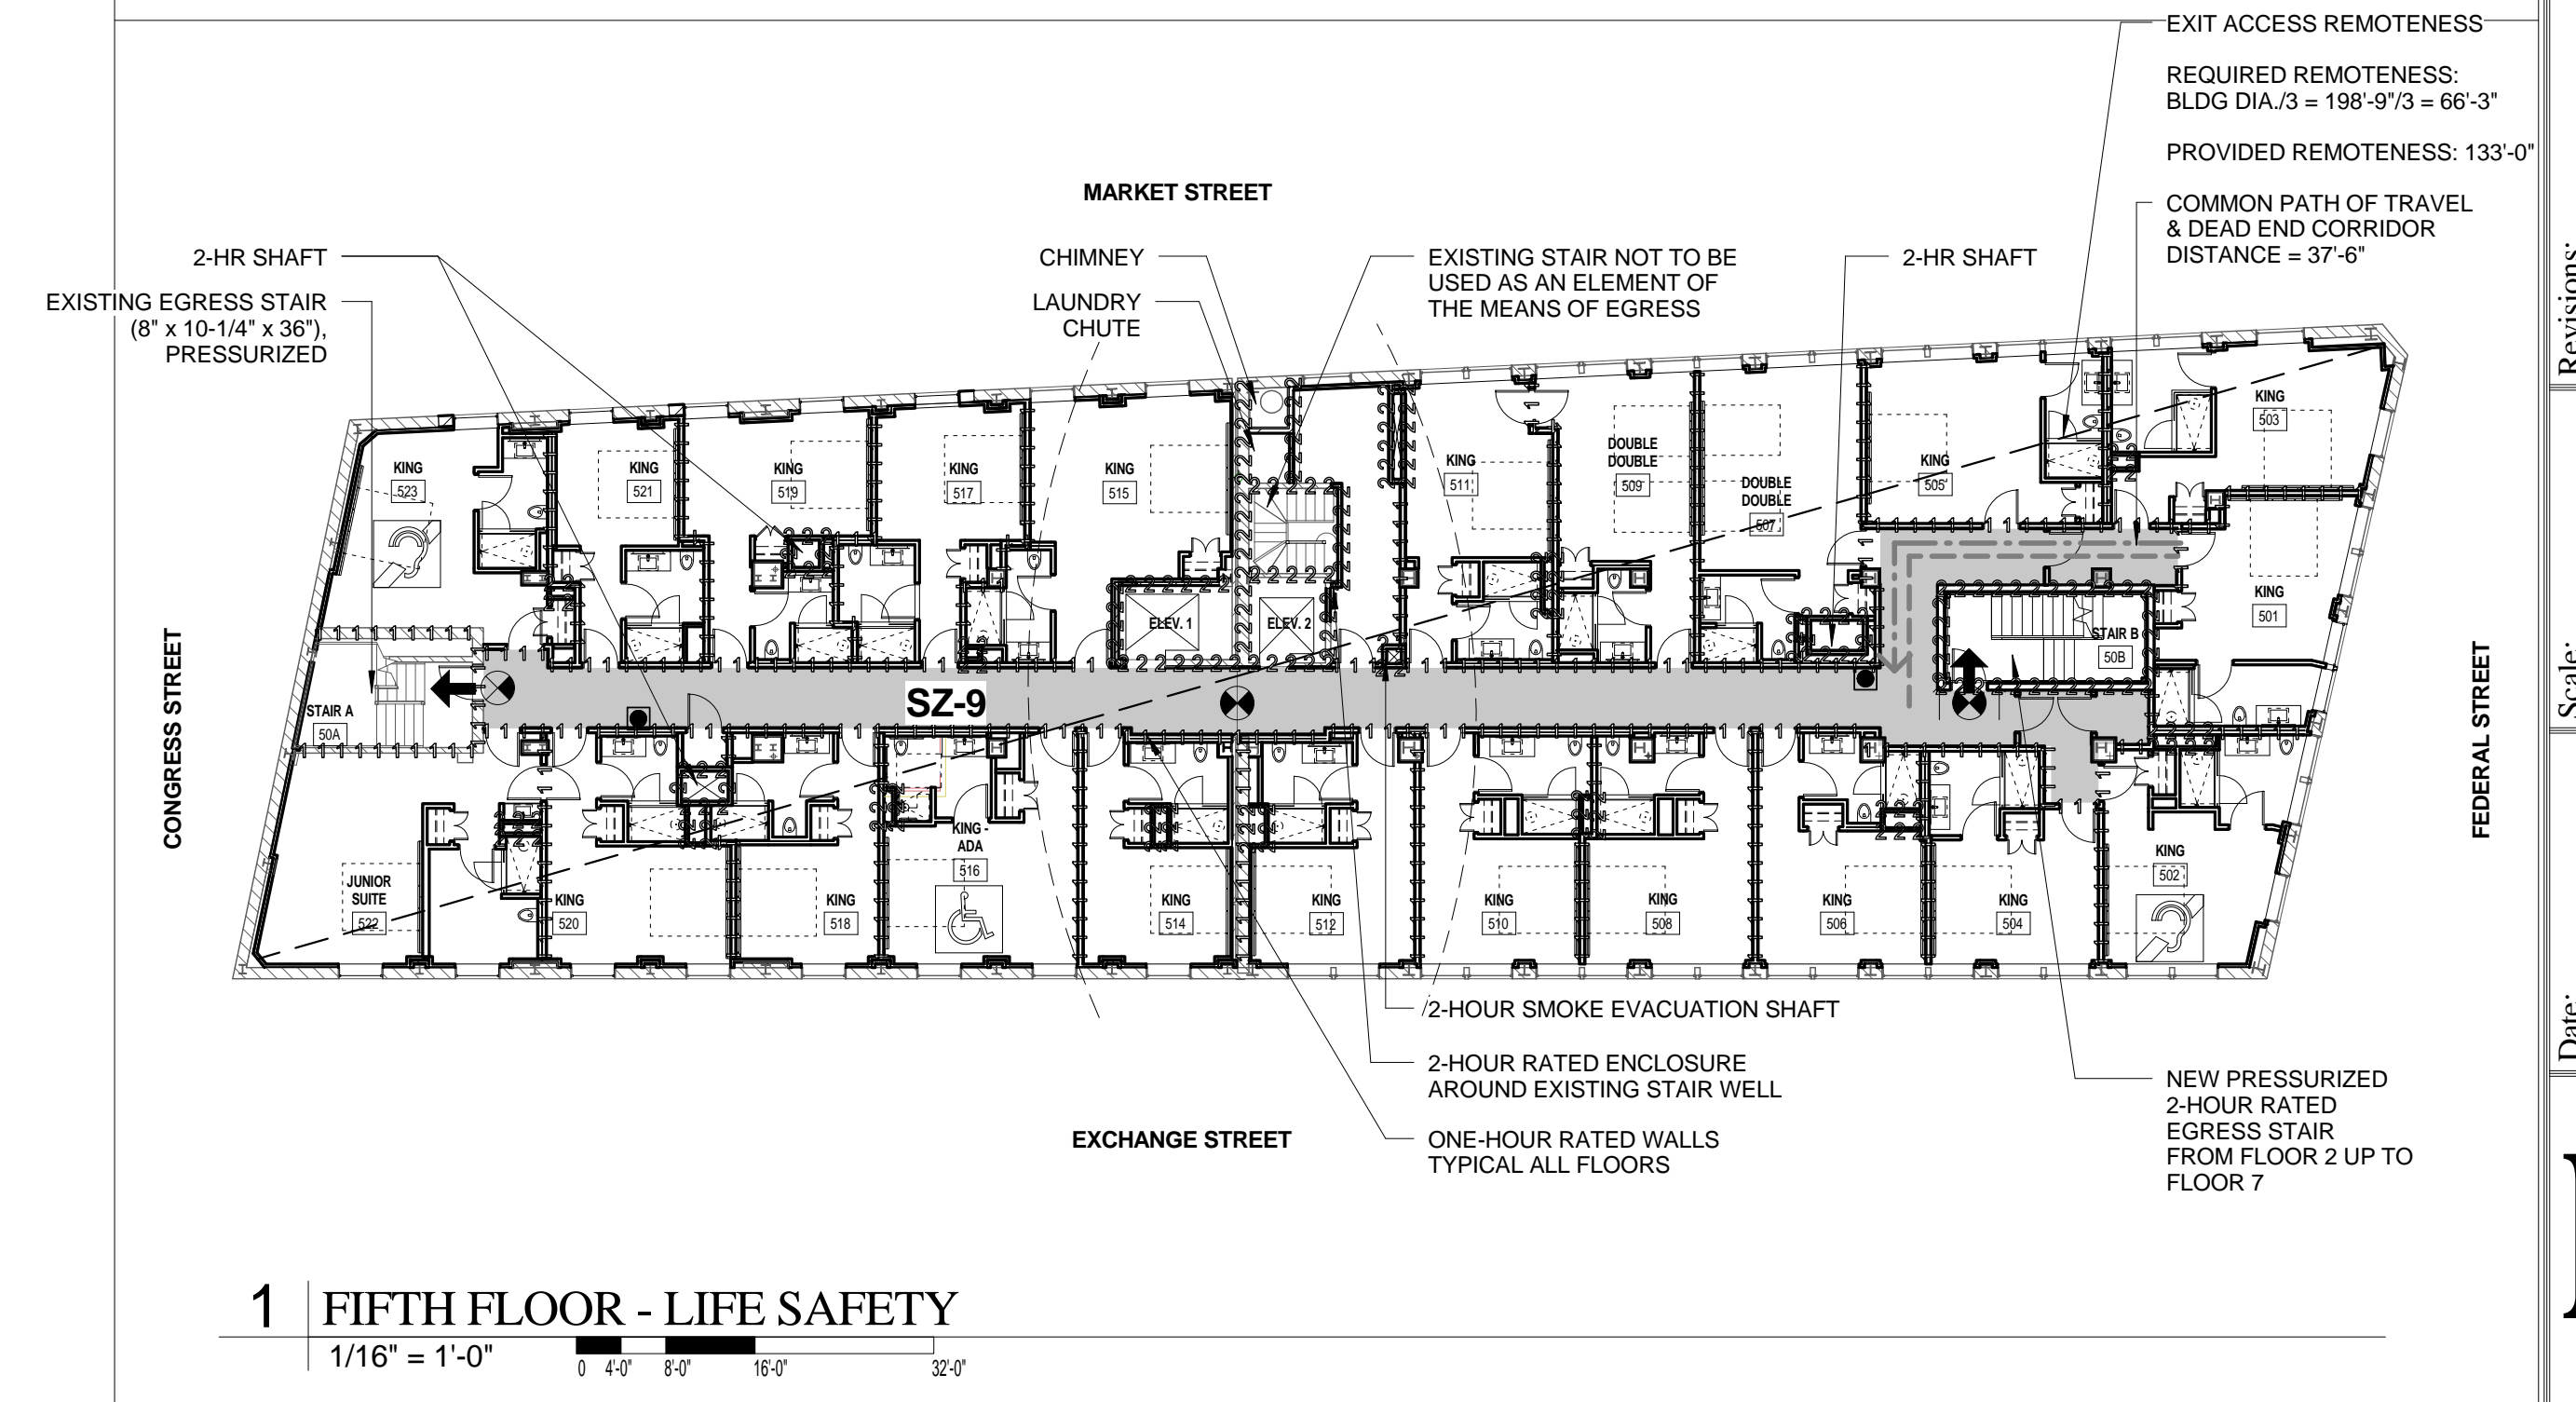 EXIT ACCESS REMOTENESS
REQUIRED REMOTENESS:
BLDG DIA./3 = 198'-9"/3 = 66'-3"
PROVIDED REMOTENESS: 133'-0"
COMMON PATH OF TRAVEL
& DEAD END CORRIDOR
DISTANCE = 37'-6"
MARKET STREET
2-HR SHAFT
EXISTING EGRESS STAIR
(8" x 10-1/4" x 36"),
PRESSURIZED
CHIMNEY
LAUNDRY
CHUTE
EXISTING STAIR NOT TO BE
USED AS AN ELEMENT OF
THE MEANS OF EGRESS
2-HR SHAFT
Revisions:
Scale:
Date:
CONGRESS STREET
FEDERAL STREET
KING
523
KING
521
KING
519
KING
517
KING
515
KING
511
DOUBLE
DOUBLE
509
DOUBLE
DOUBLE
507
KING
505
KING
503
KING
501
ELEV. 1
ELEV. 2
STAIR B
50B
STAIR A
50A
SZ-9
JUNIOR
SUITE
522
KING
520
KING
518
KING -
ADA
516
KING
514
KING
512
KING
510
KING
508
KING
506
KING
504
KING
502
2-HOUR SMOKE EVACUATION SHAFT
2-HOUR RATED ENCLOSURE
AROUND EXISTING STAIR WELL
ONE-HOUR RATED WALLS
TYPICAL ALL FLOORS
NEW PRESSURIZED
2-HOUR RATED
EGRESS STAIR
FROM FLOOR 2 UP TO
FLOOR 7
EXCHANGE STREET
1
FIFTH FLOOR - LIFE SAFETY
1/16" = 1'-0"
0 4'-0" 8'-0" 16'-0" 32'-0"